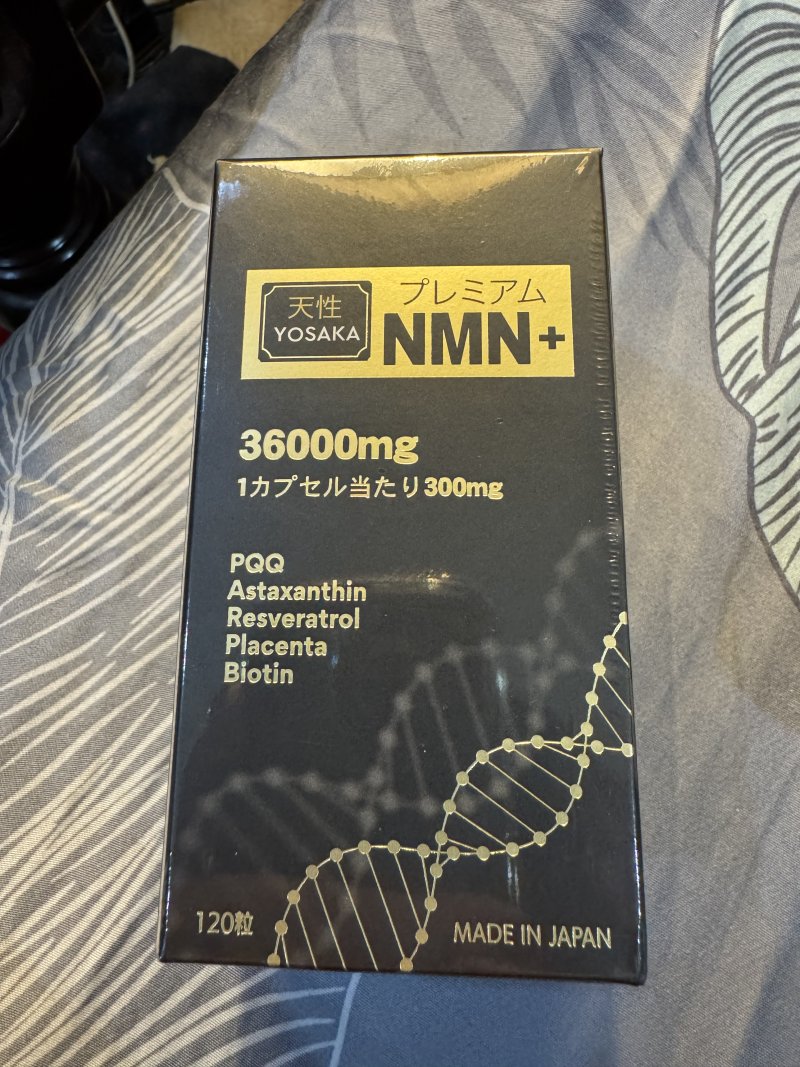 天性
YOSAKA
プレミアム
NMN+
36000mg
1カプセル当たり300mg
PQQ
Astaxanthin
Resveratrol
Placenta
Biotin
120粒
MADE IN JAPAN